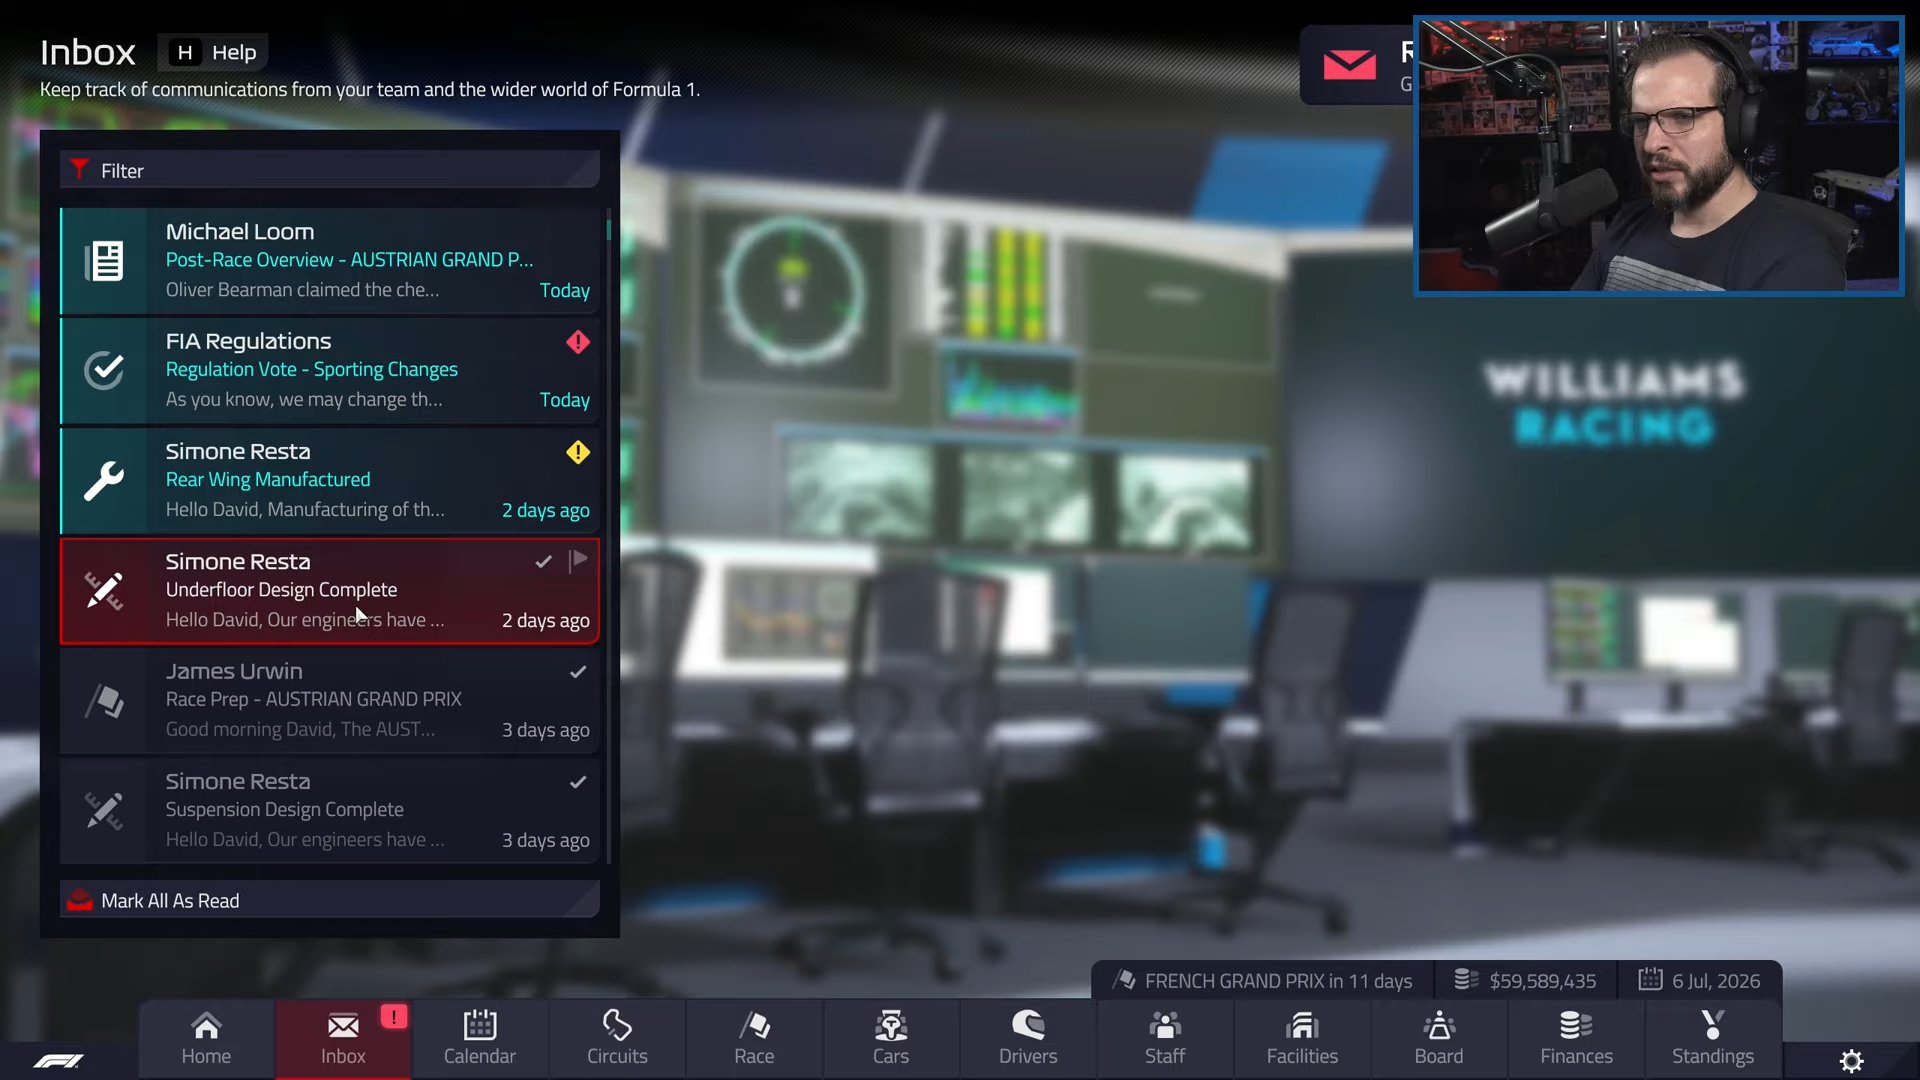 Inbox
H Help
Keep track of communications from your team and the wider world of Formula 1.
Filter
Michael Loom
Post-Race Overview - AUSTRIAN GRAND P...
Oliver Bearman claimed the che...
Today
FIA Regulations
Regulation Vote - Sporting Changes
As you know, we may change th...
Today
Simone Resta
Rear Wing Manufactured
Hello David, Manufacturing of th...
2 days ago
Simone Resta
Underfloor Design Complete
Hello David, Our engineers have ...
2 days ago
James Urwin
Race Prep - AUSTRIAN GRAND PRIX
Good morning David, The AUST...
3 days ago
Simone Resta
Suspension Design Complete
Hello David, Our engineers have ...
3 days ago
Mark All As Read
WILLIAMS
RACING
FRENCH GRAND PRIX in 11 days
$59,589,435
6 Jul, 2026
Home
Inbox
Calendar
Circuits
Race
Cars
Drivers
Staff
Facilities
Board
Finances
Standings